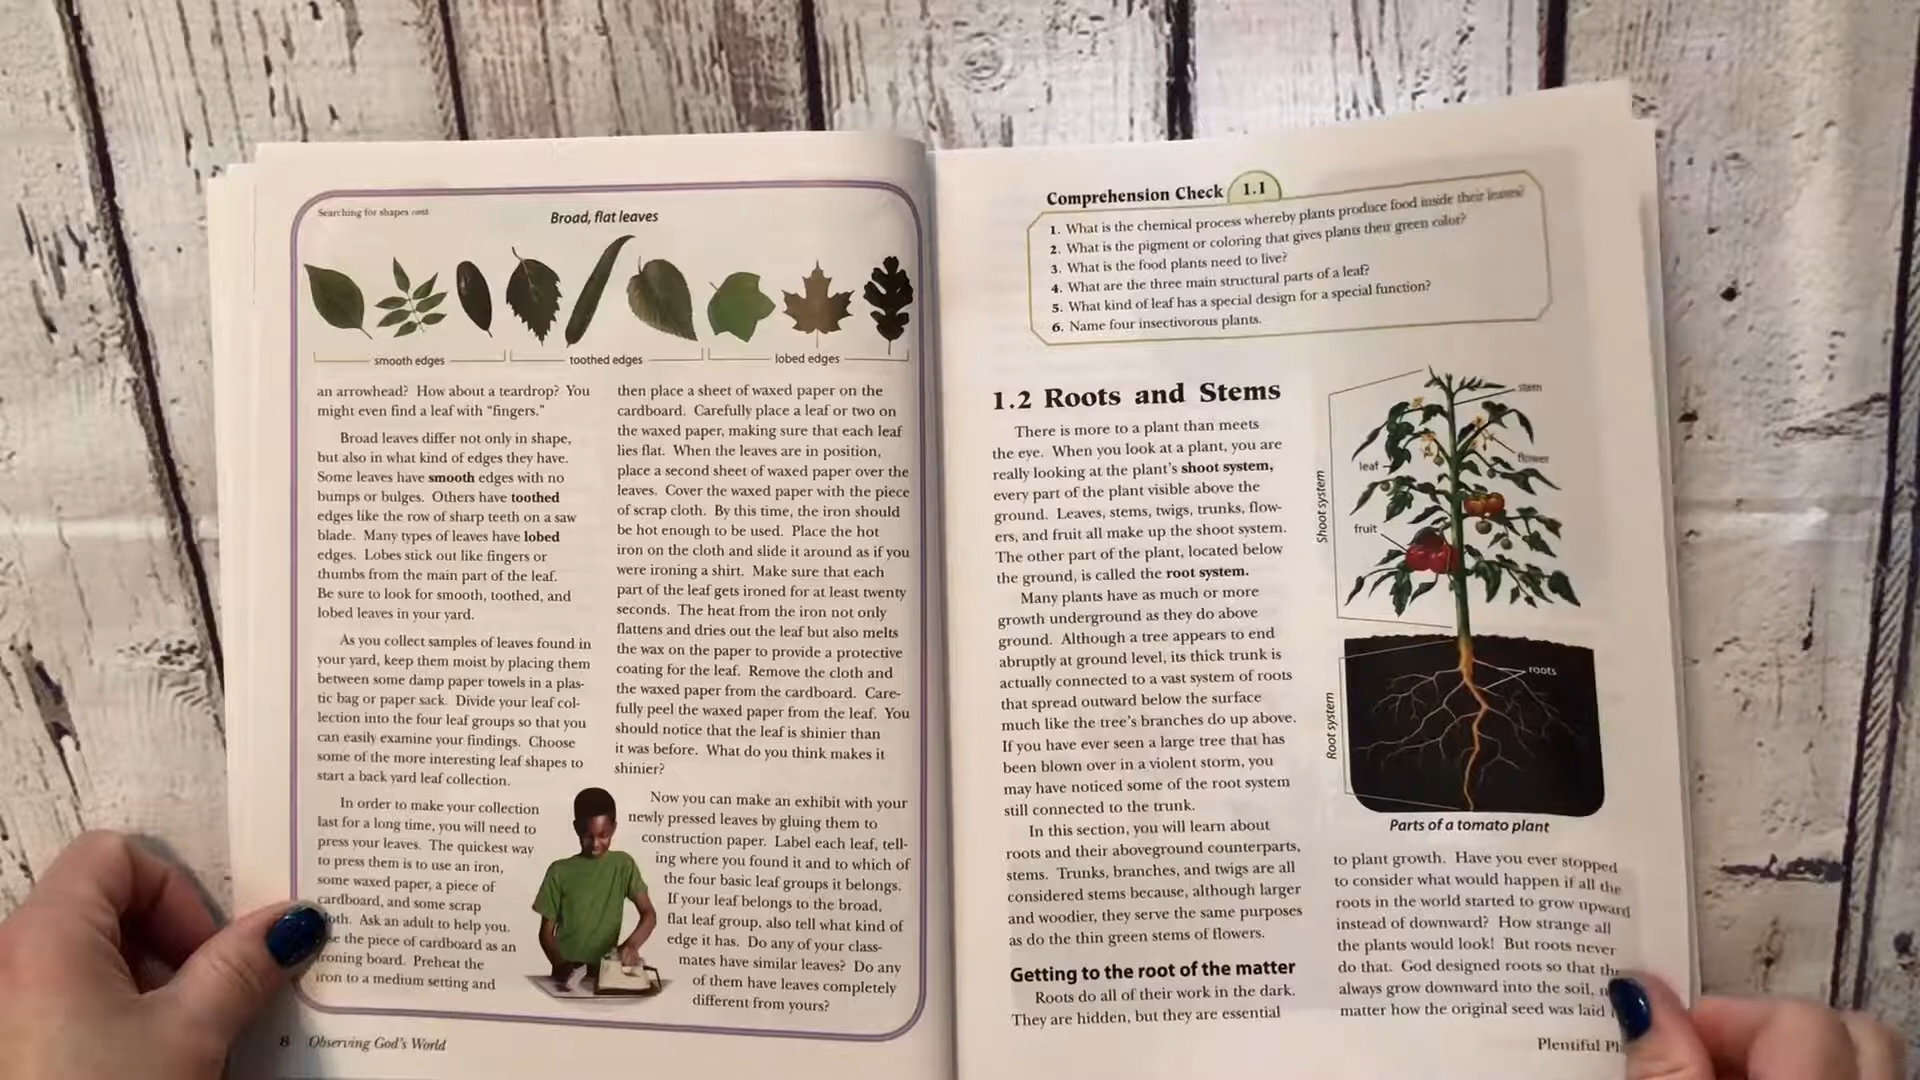 Searching for shapes cont.
Broad, flat leaves
smooth edges
toothed edges
lobed edges
an arrowhead? How about a teardrop? You
might even find a leaf with “fingers.”
Broad leaves differ not only in shape,
but also in what kind of edges they have.
Some leaves have smooth edges with no
bumps or bulges. Others have toothed
edges like the row of sharp teeth on a saw
blade. Many types of leaves have lobed
edges. Lobes stick out like fingers or
thumbs from the main part of the leaf.
Be sure to look for smooth, toothed, and
lobed leaves in your yard.
As you collect samples of leaves found in
your yard, keep them moist by placing them
between some damp paper towels in a plas-
tic bag or paper sack. Divide your leaf col-
lection into the four leaf groups so that you
can easily examine your findings. Choose
some of the more interesting leaf shapes to
start a back yard leaf collection.
In order to make your collection
last for a long time, you will need to
press your leaves. The quickest way
to press them is to use an iron,
some waxed paper, a piece of
cardboard, and some scrap
cloth. Ask an adult to help you.
the piece of cardboard as an
ironing board. Preheat the
iron to a medium setting and
then place a sheet of waxed paper on the
cardboard. Carefully place a leaf or two on
the waxed paper, making sure that each leaf
lies flat. When the leaves are in position,
place a second sheet of waxed paper over the
leaves. Cover the waxed paper with the piece
of scrap cloth. By this time, the iron should
be hot enough to be used. Place the hot
iron on the cloth and slide it around as if you
were ironing a shirt. Make sure that each
part of the leaf gets ironed for at least twenty
seconds. The heat from the iron not only
flattens and dries out the leaf but also melts
the wax on the paper to provide a protective
coating for the leaf. Remove the cloth and
the waxed paper from the cardboard. Care-
fully peel the waxed paper from the leaf. You
should notice that the leaf is shinier than
it was before. What do you think makes it
shinier?
Now you can make an exhibit with your
newly pressed leaves by gluing them to
construction paper. Label each leaf, tell-
ing where you found it and to which of
the four basic leaf groups it belongs.
If your leaf belongs to the broad,
flat leaf group, also tell what kind of
edge it has. Do any of your class-
mates have similar leaves? Do any
of them have leaves completely
different from yours?
8 Observing God's World
Comprehension Check 1.1
1. What is the chemical process whereby plants produce food inside their leaves?
2. What is the pigment or coloring that gives plants their green color?
3. What is the food plants need to live?
4. What are the three main structural parts of a leaf?
5. What kind of leaf has a special design for a special function?
6. Name four insectivorous plants.
1.2 Roots and Stems
There is more to a plant than meets
the eye. When you look at a plant, you are
really looking at the plant's shoot system,
every part of the plant visible above the
ground. Leaves, stems, twigs, trunks, flow-
ers, and fruit all make up the shoot system.
The other part of the plant, located below
the ground, is called the root system.
Many plants have as much or more
growth underground as they do above
ground. Although a tree appears to end
abruptly at ground level, its thick trunk is
actually connected to a vast system of roots
that spread outward below the surface
much like the tree's branches do up above.
If you have ever seen a large tree that has
been blown over in a violent storm, you
may have noticed some of the root system
still connected to the trunk.
In this section, you will learn about
roots and their aboveground counterparts,
stems. Trunks, branches, and twigs are all
considered stems because, although larger
and woodier, they serve the same purposes
as do the thin green stems of flowers.
Getting to the root of the matter
Roots do all of their work in the dark.
They are hidden, but they are essential
Shoot system
stem
leaf
flower
fruit
Root system
roots
Parts of a tomato plant
to plant growth. Have you ever stopped
to consider what would happen if all the
roots in the world started to grow upward
instead of downward? How strange all
the plants would look! But roots never
do that. God designed roots so that
always grow downward into the soil,
matter how the original seed was laid
Plentiful